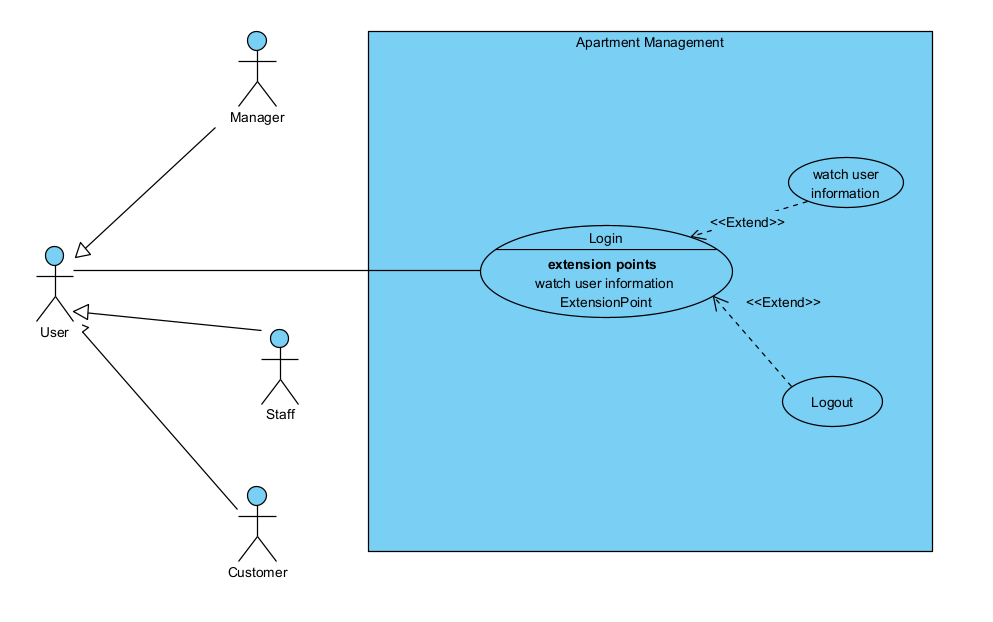 Apartment Management
Manager
watch user
information
<<Extend>>
Login
extension points
watch user information
ExtensionPoint
<<Extend>>
User
Staff
Logout
Customer